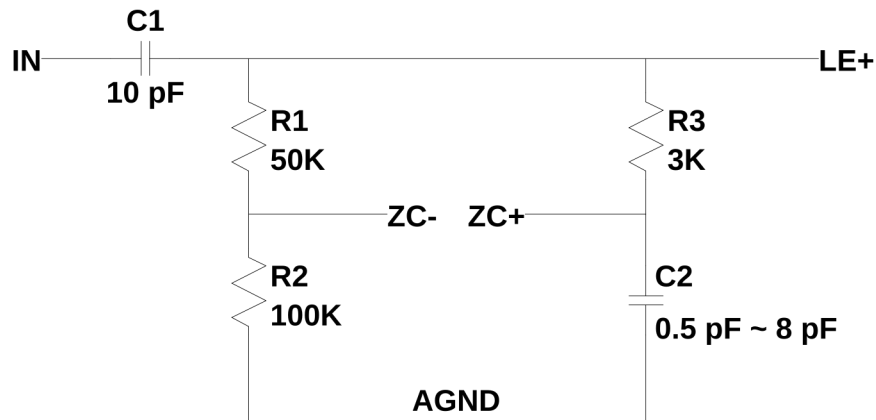 C1
IN
LE+
10 pF
R1
R3
50K
3K
ZC- ZC+
R2
C2
100K
0.5 pF ~ 8 pF
AGND